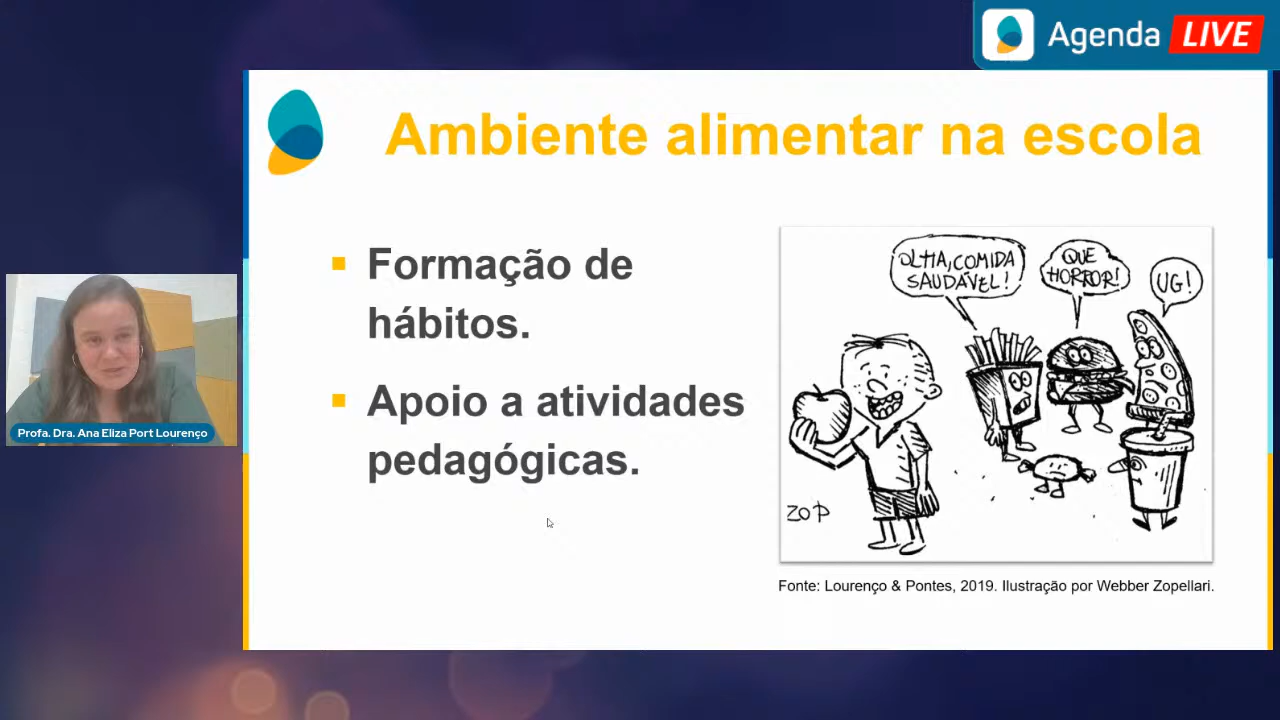 Agenda LIVE
Ambiente alimentar na escola
Formação de
hábitos.
Apoio a atividades
pedagógicas.
OLHA, COMIDA
SAUDÁVEL!
QUE
HORROR!
UG!
ZOP
Fonte: Lourenço & Pontes, 2019. Ilustração por Webber Zopellari.
Profa. Dra. Ana Eliza Port Lourenço